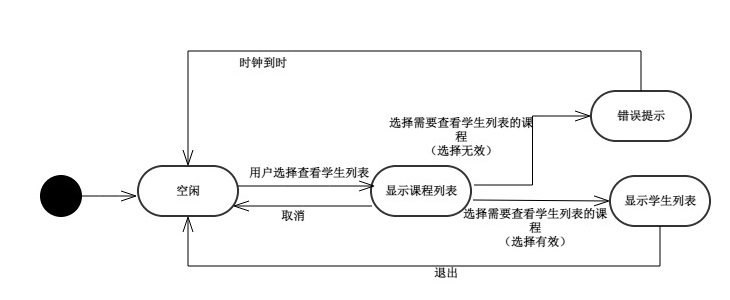 时钟到时
错误提示
选择需要查看学生列表的课
程
（选择无效）
用户选择查看学生列表
空闲
显示课程列表
显示学生列表
取消
选择需要查看学生列表的课
程
（选择有效）
退出